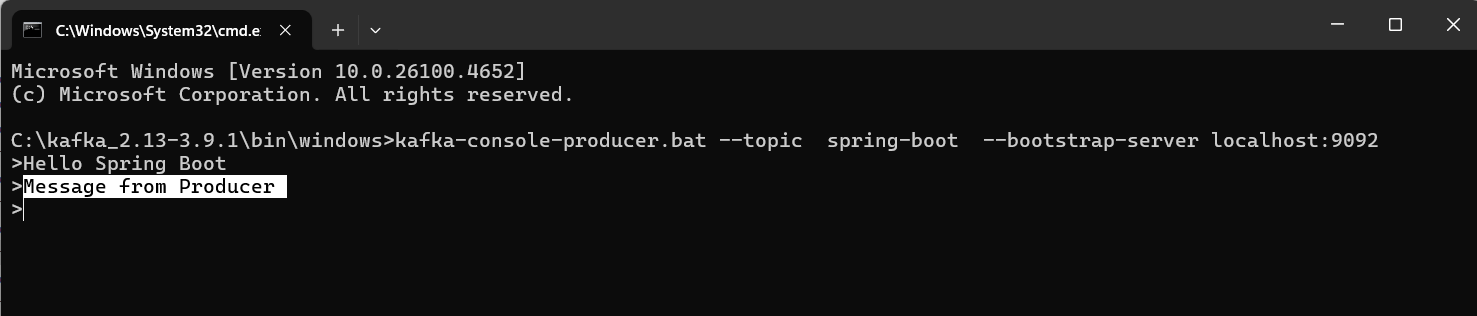 C:\Windows\System32\cmd.e
Microsoft Windows [Version 10.0.26100.4652]
(c) Microsoft Corporation. All rights reserved.
C:\kafka_2.13-3.9.1\bin\windows>kafka-console-producer.bat --topic  spring-boot  --bootstrap-server localhost:9092
>Hello Spring Boot
>Message from Producer
>